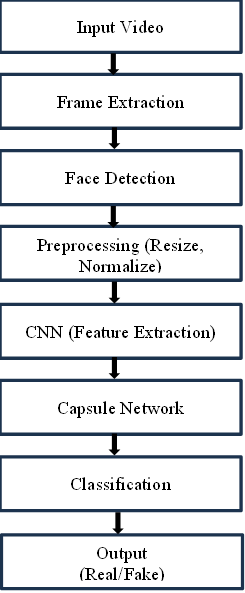 Input Video
Frame Extraction
Face Detection
Preprocessing (Resize,
Normalize)
CNN (Feature Extraction)
Capsule Network
Classification
Output
(Real/Fake)